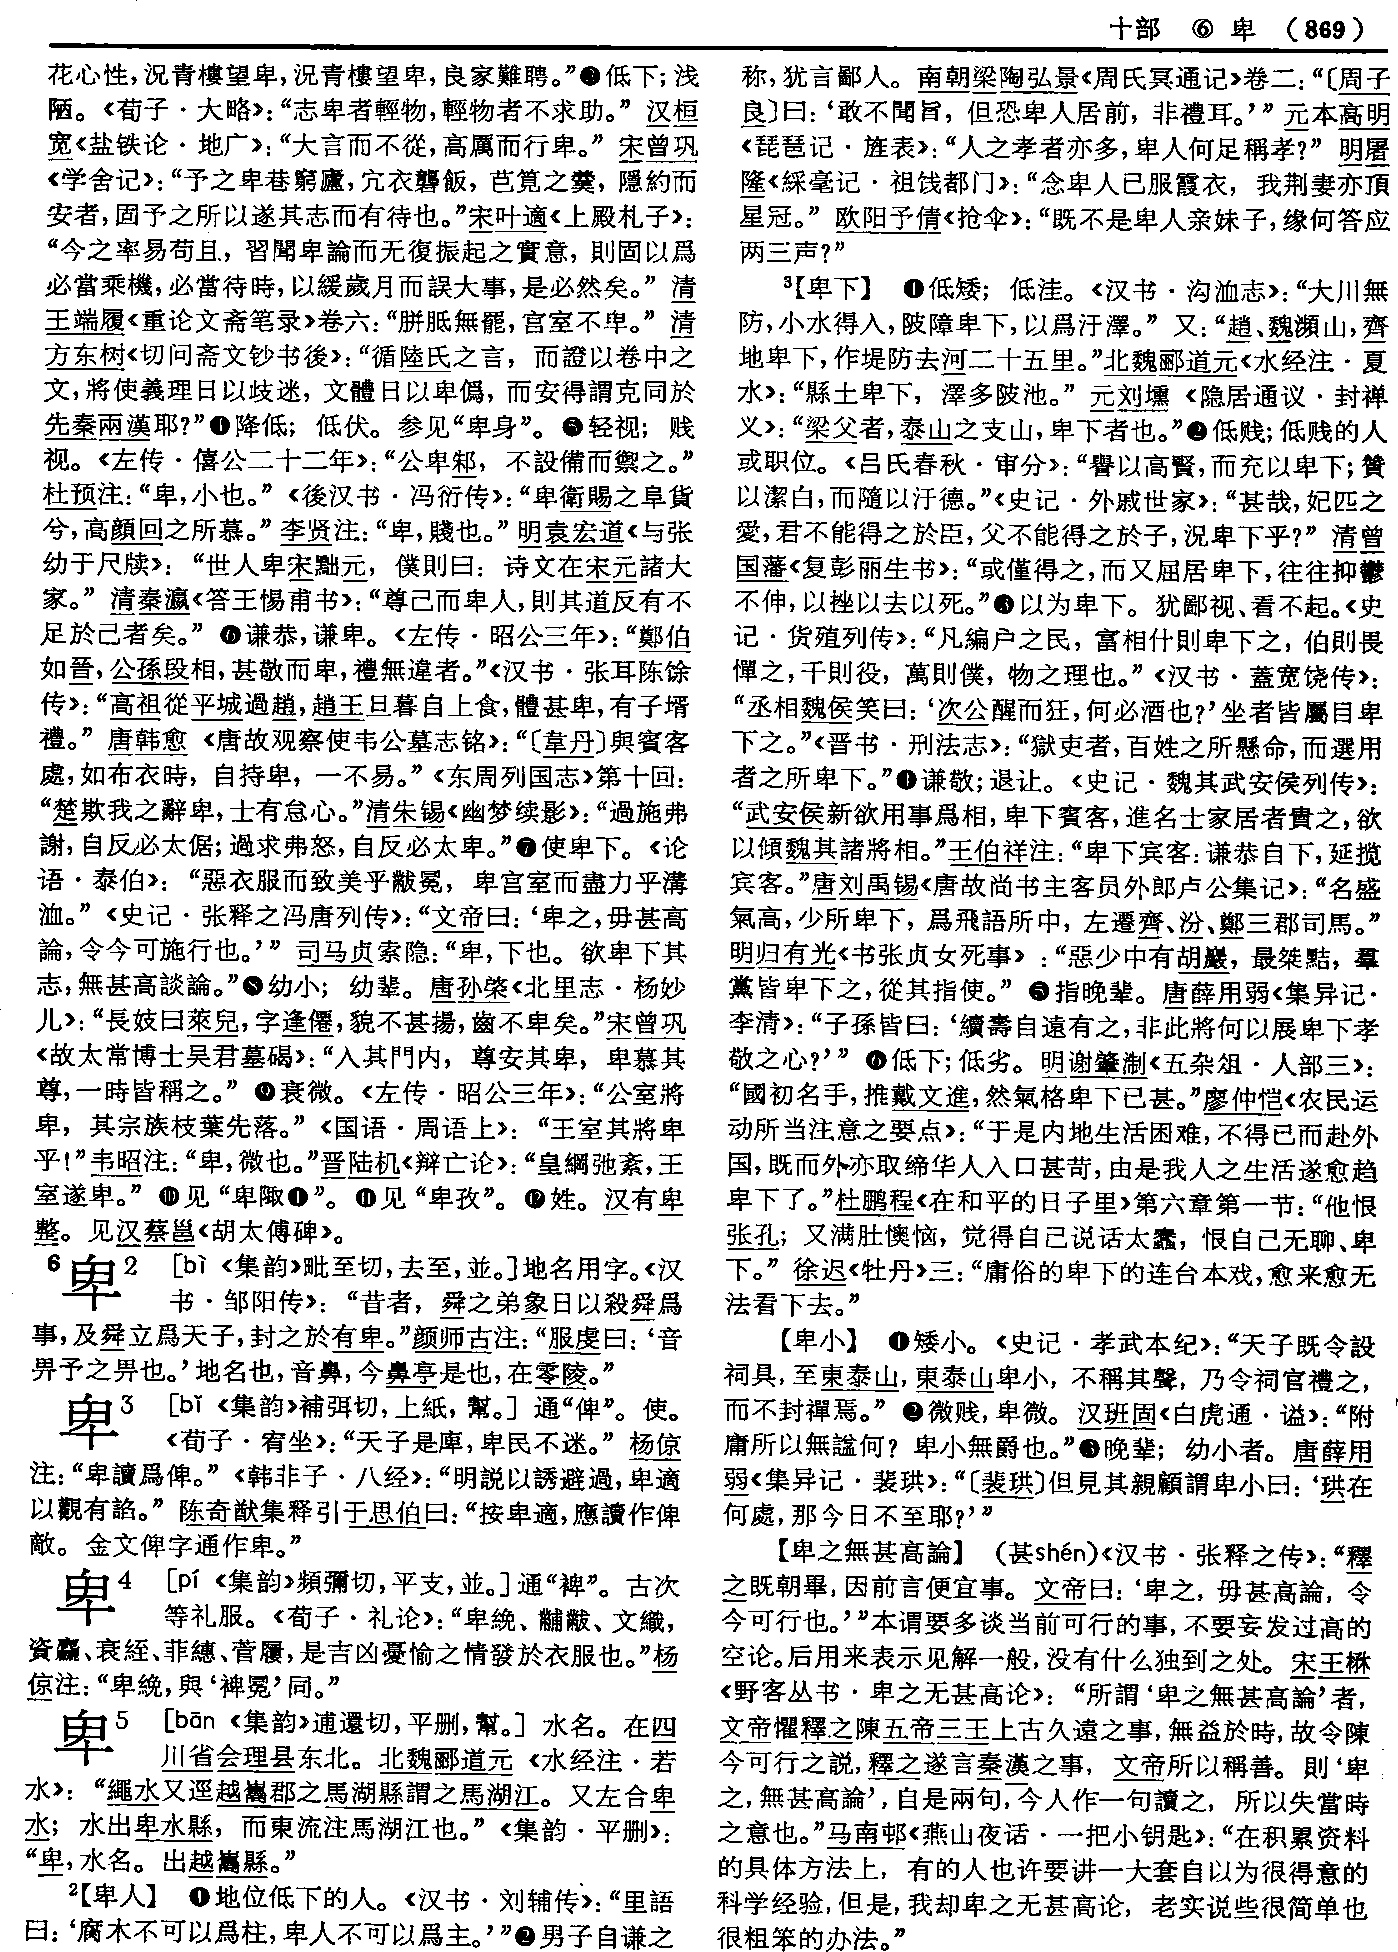 十部 ⑥ 卑 （869）
花心性，况青樓望卑，况青樓望卑，良家難聘。”❸低下；浅
陋。《荀子·大略》：“志卑者輕物，輕物者不求助。” 汉桓
宽《盐铁论·地广》：“大言而不從，高厲而行卑。” 宋曾巩
《学舍记》：“予之卑巷窮廬，宂衣礱飯，芑莧之羹，隱約而
安者，固予之所以遂其志而有待也。”宋叶適《上殿札子》：
“今之率易苟且，習聞卑論而无復振起之實意，則固以爲
必當乘機，必當待時，以緩歲月而誤大事，是必然矣。” 清
王端履《重论文斋笔录》卷六：“胼胝無罷，宫室不卑。” 清
方东树《切问斋文钞书後》：“循陸氏之言，而證以卷中之
文，將使義理日以歧迷，文體日以卑僞，而安得謂克同於
先秦兩漢耶？”❹降低；低伏。参见“卑身”。❺轻视；贱
视。《左传·僖公二十二年》：“公卑邾，不設備而禦之。”
杜预注：“卑，小也。”《後汉书·冯衍传》：“卑衛賜之阜貨
兮，高顔回之所慕。”李贤注：“卑，賤也。”明袁宏道《与张
幼于尺牍》：“世人卑宋黜元，僕則曰：诗文在宋元諸大
家。” 清秦瀛《答王惕甫书》：“尊己而卑人，則其道反有不
足於己者矣。”❻谦恭，谦卑。《左传·昭公三年》：“鄭伯
如晉，公孫段相，甚敬而卑，禮無違者。”《汉书·张耳陈馀
传》：“高祖從平城過趙，趙王旦暮自上食，體甚卑，有子壻
禮。” 唐韩愈《唐故观察使韦公墓志铭》：“〔韋丹〕與賓客
處，如布衣時，自持卑，一不易。”《东周列国志》第十回：
“楚欺我之辭卑，士有怠心。”清朱锡《幽梦续影》：“過施弗
謝，自反必太倨；過求弗怒，自反必太卑。”❼使卑下。《论
语·泰伯》：“惡衣服而致美乎黻冕，卑宫室而盡力乎溝
洫。”《史记·张释之冯唐列传》：“文帝曰：‘卑之，毋甚高
論，令今可施行也。’” 司马贞索隐：“卑，下也。欲卑下其
志，無甚高談論。”❽幼小；幼辈。唐孙棨《北里志·杨妙
儿》：“長妓曰萊兒，字逢僊，貌不甚揚，齒不卑矣。”宋曾巩
《故太常博士吴君墓碣》：“入其門内，尊安其卑，卑慕其
尊，一時皆稱之。” ❾衰微。《左传·昭公三年》：“公室將
卑，其宗族枝葉先落。”《国语·周语上》：“王室其將卑
乎！”韦昭注：“卑，微也。”晋陆机《辩亡论》：“皇綱弛紊，王
室遂卑。” ❿见“卑陬❶”。⓫见“卑孜”。⓬姓。汉有卑
整。见汉蔡邕《胡太傅碑》。
6卑2 ［bì《集韵》毗至切，去至，並。］地名用字。《汉
书·邹阳传》：“昔者，舜之弟象日以殺舜爲
事，及舜立爲天子，封之於有卑。”颜师古注：“服虔曰：‘音
畀予之畀也。’地名也，音鼻，今鼻亭是也，在零陵。”
卑3 ［bǐ《集韵》補弭切，上紙，幫。］ 通“俾”。使。
《荀子·宥坐》：“天子是庳，卑民不迷。” 杨倞
注：“卑讀爲俾。”《韩非子·八经》：“明説以誘避過，卑適
以觀有諂。” 陈奇猷集释引于思伯曰：“按卑適，應讀作俾
敵。金文俾字通作卑。”
卑4 ［pí《集韵》頻彌切，平支，並。］通“裨”。古次
等礼服。《荀子·礼论》：“卑絻、黼黻、文織，
資麤、衰絰、菲繐、菅屨，是吉凶憂愉之情發於衣服也。”杨
倞注：“卑絻，與‘裨冕’同。”
卑5 ［bān《集韵》逋還切，平删，幫。］ 水名。在四
川省会理县东北。北魏郦道元《水经注·若
水》：“繩水又逕越嶲郡之馬湖縣謂之馬湖江。又左合卑
水；水出卑水縣，而東流注馬湖江也。”《集韵·平删》：
“卑，水名。出越嶲縣。”
2【卑人】 ❶地位低下的人。《汉书·刘辅传》：“里語
曰：‘腐木不可以爲柱，卑人不可以爲主。’”❷男子自谦之
称，犹言鄙人。南朝梁陶弘景《周氏冥通记》卷二：“〔周子
良〕曰：‘敢不聞旨，但恐卑人居前，非禮耳。’” 元本高明
《琵琶记·旌表》：“人之孝者亦多，卑人何足稱孝？” 明屠
隆《綵毫记·祖饯都门》：“念卑人已服霞衣，我荆妻亦頂
星冠。” 欧阳予倩《抢伞》：“既不是卑人亲妹子，缘何答应
两三声？”
3【卑下】 ❶低矮；低洼。《汉书·沟洫志》：“大川無
防，小水得入，陂障卑下，以爲汙澤。” 又：“趙、魏瀕山，齊
地卑下，作堤防去河二十五里。”北魏郦道元《水经注·夏
水》：“縣土卑下，澤多陂池。” 元刘壎《隐居通议·封禅
义》：“梁父者，泰山之支山，卑下者也。”❷低贱；低贱的人
或职位。《吕氏春秋·审分》：“譽以高賢，而充以卑下；贊
以潔白，而隨以汙德。”《史记·外戚世家》：“甚哉，妃匹之
愛，君不能得之於臣，父不能得之於子，况卑下乎？” 清曾
国藩《复彭丽生书》：“或僅得之，而又屈居卑下，往往抑鬱
不伸，以挫以去以死。”❸以为卑下。犹鄙视、看不起。《史
记·货殖列传》：“凡編户之民，富相什則卑下之，伯則畏
憚之，千則役，萬則僕，物之理也。”《汉书·蓋宽饶传》：
“丞相魏侯笑曰：‘次公醒而狂，何必酒也？’坐者皆屬目卑
下之。”《晋书·刑法志》：“獄吏者，百姓之所懸命，而選用
者之所卑下。”❹谦敬；退让。《史记·魏其武安侯列传》：
“武安侯新欲用事爲相，卑下賓客，進名士家居者貴之，欲
以傾魏其諸將相。”王伯祥注：“卑下宾客：谦恭自下，延揽
宾客。”唐刘禹锡《唐故尚书主客员外郎卢公集记》：“名盛
氣高，少所卑下，爲飛語所中，左遷齊、汾、鄭三郡司馬。”
明归有光《书张贞女死事》：“惡少中有胡巖，最桀黠，羣
黨皆卑下之，從其指使。” ❺指晚辈。唐薛用弱《集异记·
李清》：“子孫皆曰：‘續壽自遠有之，非此將何以展卑下孝
敬之心？’” ❻低下；低劣。明谢肇淛《五杂俎·人部三》：
“國初名手，推戴文進，然氣格卑下已甚。”廖仲恺《农民运
动所当注意之要点》：“于是内地生活困难，不得已而赴外
国，既而外亦取缔华人入口甚苛，由是我人之生活遂愈趋
卑下了。”杜鹏程《在和平的日子里》第六章第一节：“他恨
张孔；又满肚懊恼，觉得自己说话太蠢，恨自己无聊、卑
下。” 徐迟《牡丹》三：“庸俗的卑下的连台本戏，愈来愈无
法看下去。”
【卑小】 ❶矮小。《史记·孝武本纪》：“天子既令設
祠具，至東泰山，東泰山卑小，不稱其聲，乃令祠官禮之，
而不封禪焉。” ❷微贱，卑微。汉班固《白虎通·谥》：“附
庸所以無謚何？卑小無爵也。”❸晚辈；幼小者。唐薛用
弱《集异记·裴珙》：“〔裴珙〕但見其親顧謂卑小曰：‘珙在
何處，那今日不至耶？’”
【卑之無甚高論】 （甚shén）《汉书·张释之传》：“釋
之既朝畢，因前言便宜事。文帝曰：‘卑之，毋甚高論，令
今可行也。’”本谓要多谈当前可行的事，不要妄发过高的
空论。后用来表示见解一般，没有什么独到之处。宋王楙
《野客丛书·卑之无甚高论》：“所謂‘卑之無甚高論’者，
文帝懼釋之陳五帝三王上古久遠之事，無益於時，故令陳
今可行之説，釋之遂言秦漢之事，文帝所以稱善。則‘卑
之，無甚高論’，自是兩句，今人作一句讀之，所以失當時
之意也。”马南邨《燕山夜话·一把小钥匙》：“在积累资料
的具体方法上，有的人也许要讲一大套自以为很得意的
科学经验，但是，我却卑之无甚高论，老实说些很简单也
很粗笨的办法。”